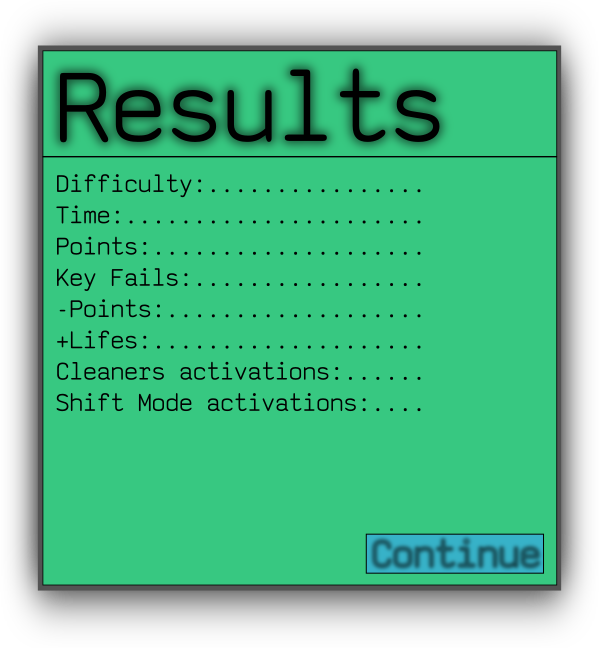 Results
Difficulty:................
Time:......................
Points:....................
Key Fails:.................
-Points:...................
+Lifes:....................
Cleaners activations:......
Shift Mode activations:....
Continue